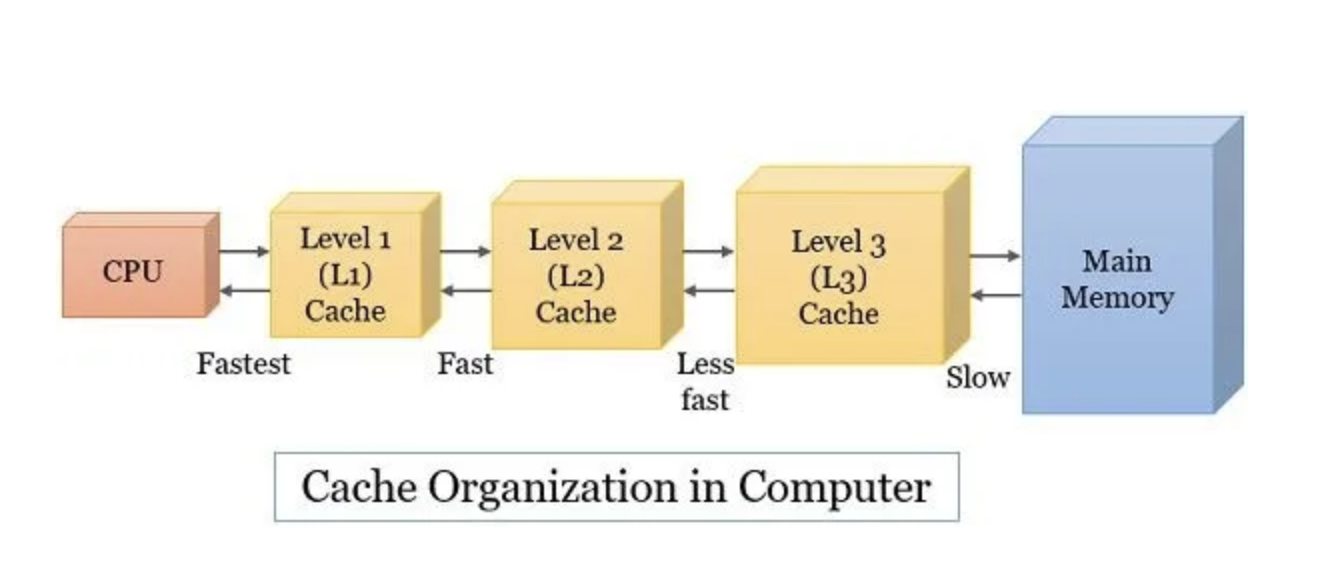 CPU
Level 1
(L1)
Cache
Level 2
(L2)
Cache
Level 3
(L3)
Cache
Main
Memory
Fastest
Fast
Less
fast
Slow
Cache Organization in Computer